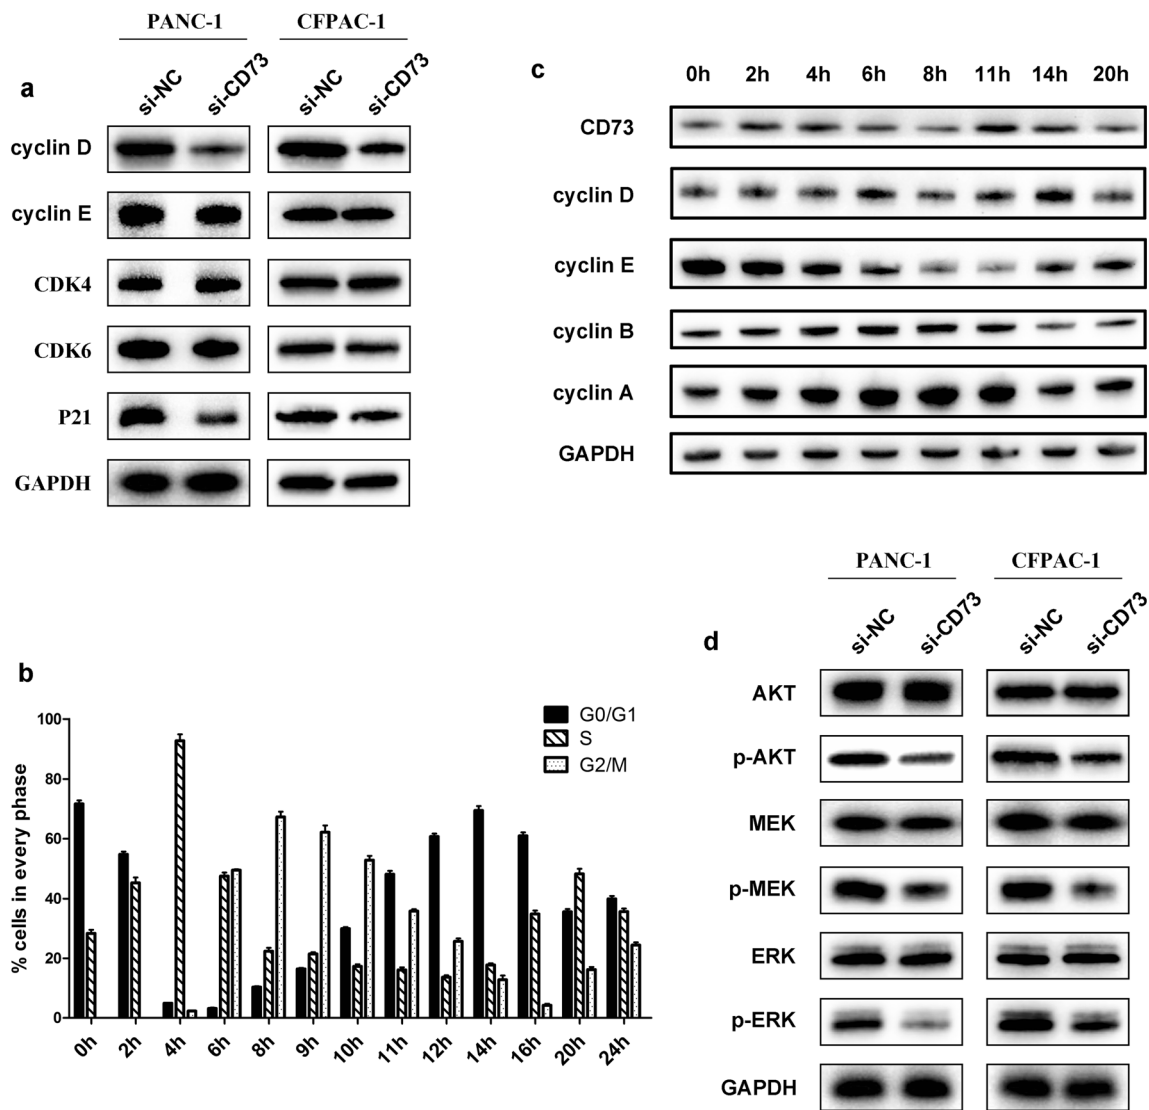 a
PANC-1 CFPAC-1
si-NC si-CD73 si-NC si-CD73
cyclin D
cyclin E
CDK4
CDK6
P21
GAPDH
c
0h 2h 4h 6h 8h 11h 14h 20h
CD73
cyclin D
cyclin E
cyclin B
cyclin A
GAPDH
b
% cells in every phase
100
80
60
40
20
0
G0/G1
S
G2/M
0h 2h 4h 6h 8h 9h 10h 11h 12h 14h 16h 20h 24h
d
PANC-1 CFPAC-1
si-NC si-CD73 si-NC si-CD73
AKT
p-AKT
MEK
p-MEK
ERK
p-ERK
GAPDH